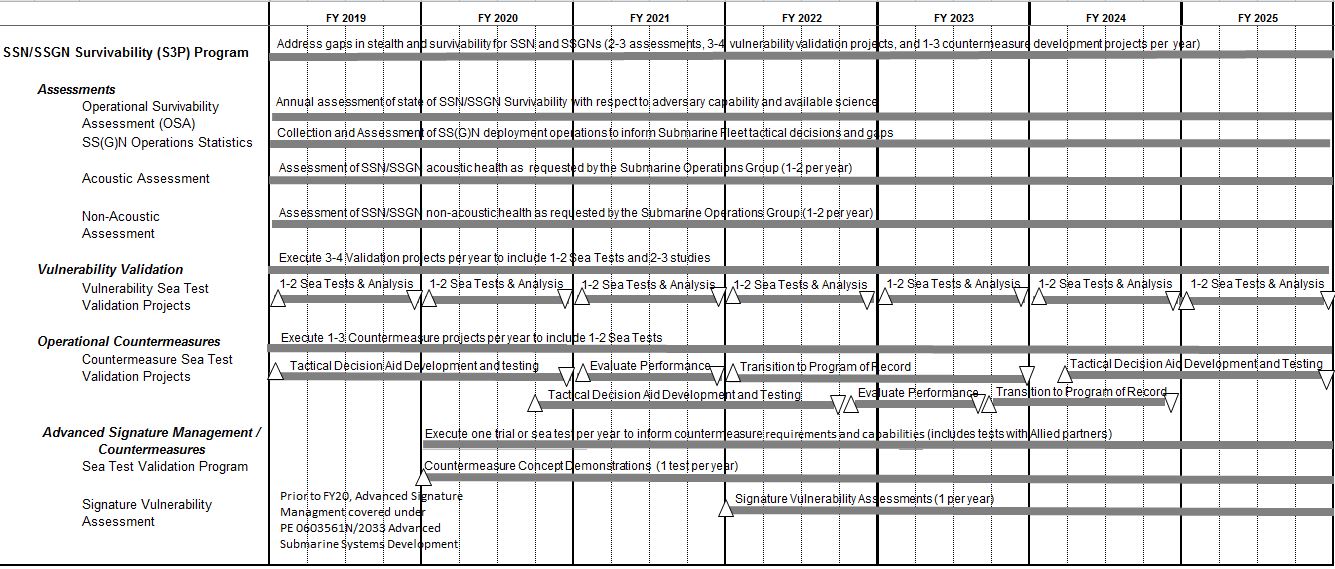 FY 2019 FY 2020 FY 2021 FY 2022 FY 2023 FY 2024 FY 2025
SSN/SSGN Survivability (S3P) Program
Address gaps in stealth and survivability for SSN and SSGNs (2-3 assessments, 3-4 vulnerability validation projects, and 1-3 countermeasure development projects per year)
Assessments
Operational Survivability
Assessment (OSA)
Annual assessment of state of SSN/SSGN Survivability with respect to adversary capability and available science
SS(G)N Operations Statistics
Collection and Assessment of SS(G)N deployment operations to inform Submarine Fleet tactical decisions and gaps
Acoustic Assessment
Assessment of SSN/SSGN acoustic health as requested by the Submarine Operations Group (1-2 per year)
Non-Acoustic
Assessment
Assessment of SSN/SSGN non-acoustic health as requested by the Submarine Operations Group (1-2 per year)
Vulnerability Validation
Execute 3-4 Validation projects per year to include 1-2 Sea Tests and 2-3 studies
Vulnerability Sea Test
Validation Projects
1-2 Sea Tests & Analysis 1-2 Sea Tests & Analysis 1-2 Sea Tests & Analysis 1-2 Sea Tests & Analysis 1-2 Sea Tests & Analysis 1-2 Sea Tests & Analysis 1-2 Sea Tests & Analysis
Operational Countermeasures
Execute 1-3 Countermeasure projects per year to include 1-2 Sea Tests
Countermeasure Sea Test
Validation Projects
Tactical Decision Aid Development and testing Evaluate Performance Transition to Program of Record Tactical Decision Aid Development and Testing
Tactical Decision Aid Development and Testing Evaluate Performance Transition to Program of Record
Advanced Signature Management /
Countermeasures
Execute one trial or sea test per year to inform countermeasure requirements and capabilities (includes tests with Allied partners)
Sea Test Validation Program
Countermeasure Concept Demonstrations (1 test per year)
Signature Vulnerability
Assessment
Prior to FY20, Advanced Signature
Managment covered under
PE 0603561N/2033 Advanced
Submarine Systems Development
Signature Vulnerability Assessments (1 per year)